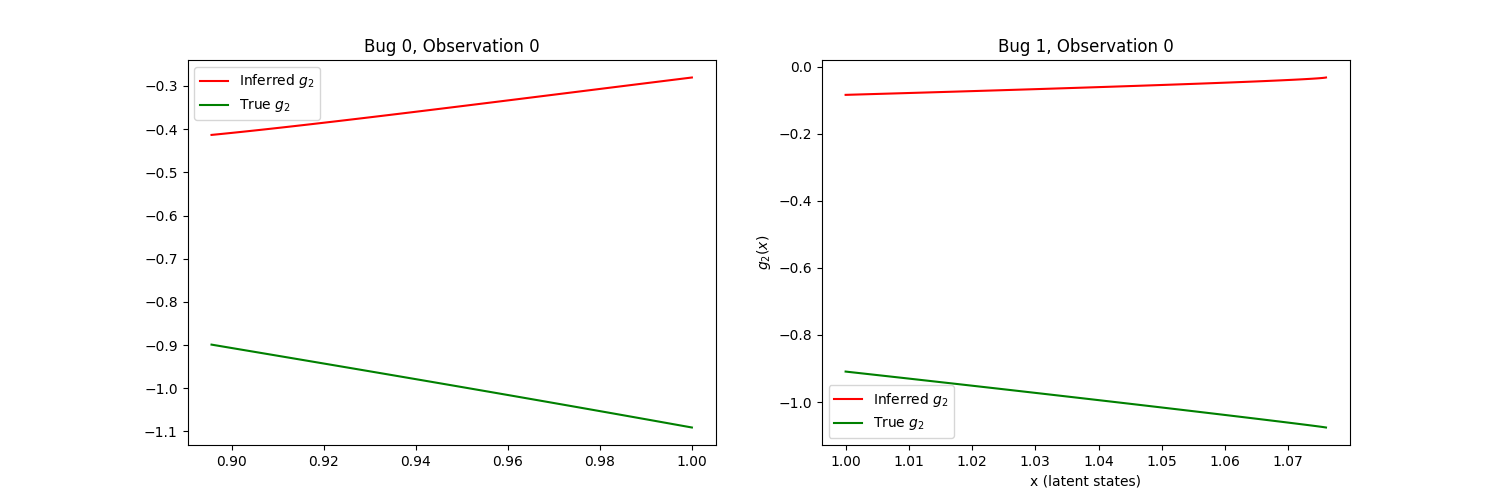 Bug 0, Observation 0
Inferred g₂
True g₂
−0.3
−0.4
−0.5
−0.6
−0.7
−0.8
−0.9
−1.0
−1.1
0.90 0.92 0.94 0.96 0.98 1.00
Bug 1, Observation 0
g₂(x)
0.0
−0.2
−0.4
−0.6
−0.8
−1.0
Inferred g₂
True g₂
1.00 1.01 1.02 1.03 1.04 1.05 1.06 1.07
x (latent states)